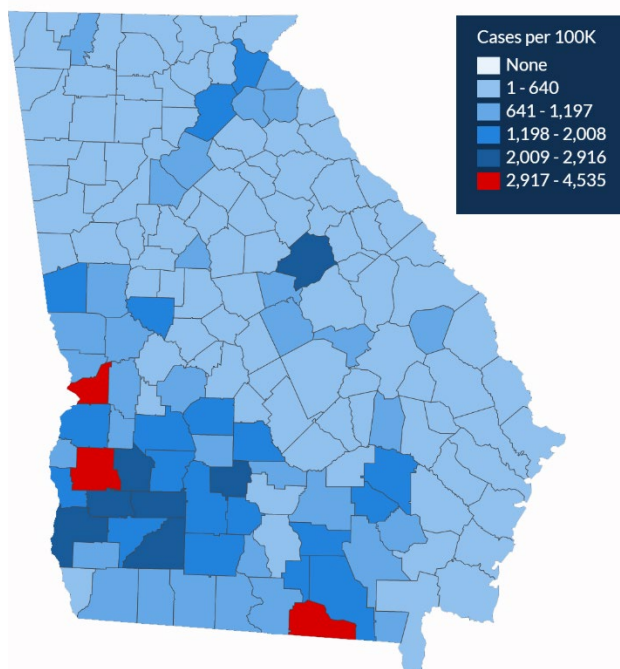 Cases per 100K
None
1 - 640
641 - 1,197
1,198 - 2,008
2,009 - 2,916
2,917 - 4,535